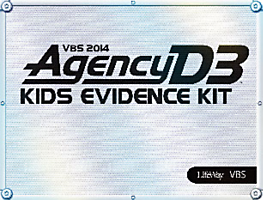 VBS 2014
AgencyD3
KIDS EVIDENCE KIT
LifeWay VBS